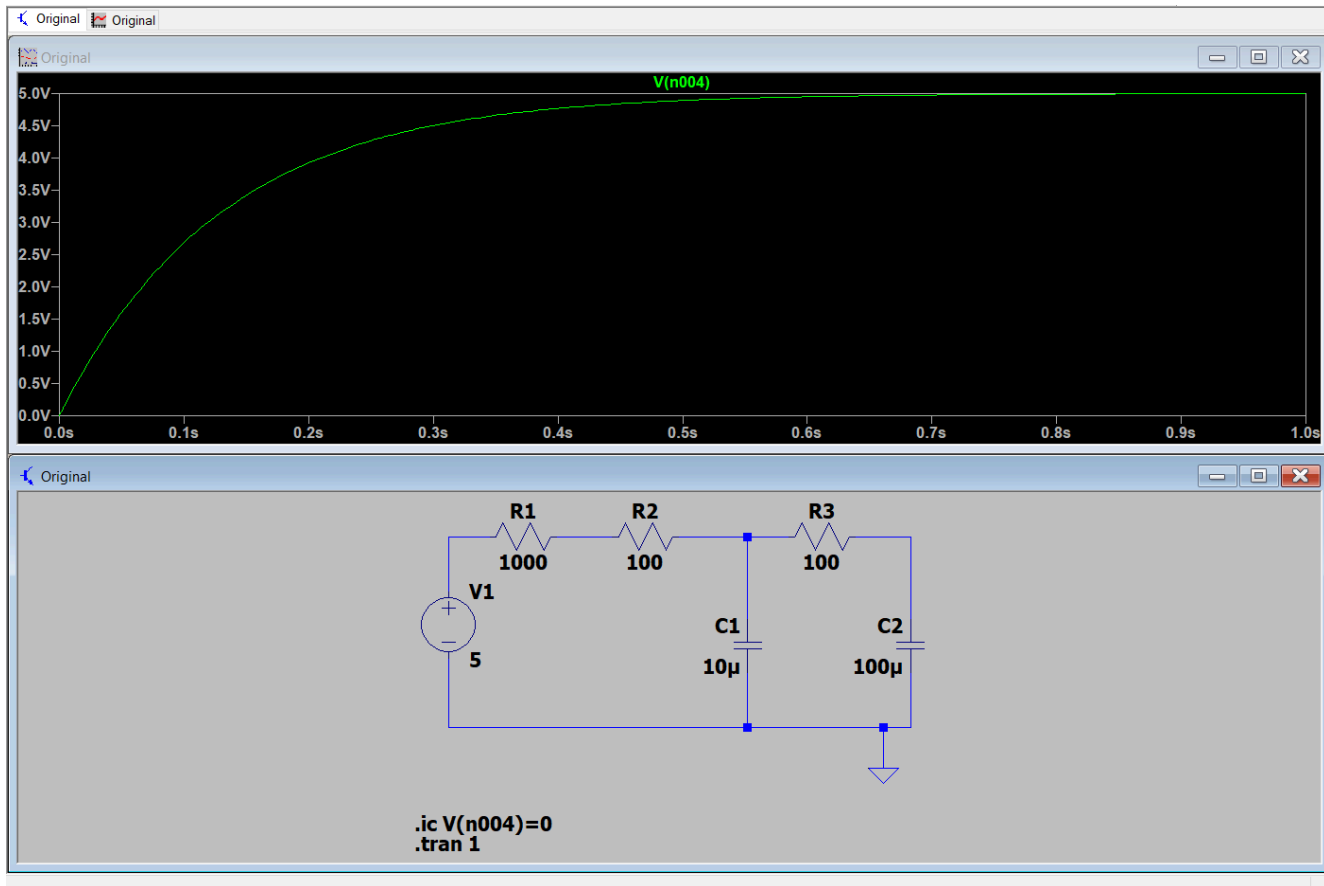 Original Original
Original
V(n004)
5.0V
4.5V
4.0V
3.5V
3.0V
2.5V
2.0V
1.5V
1.0V
0.5V
0.0V
0.0s 0.1s 0.2s 0.3s 0.4s 0.5s 0.6s 0.7s 0.8s 0.9s 1.0s
Original
R1 R2 R3
1000 100 100
V1
C1 C2
5 10µ 100µ
.ic V(n004)=0
.tran 1